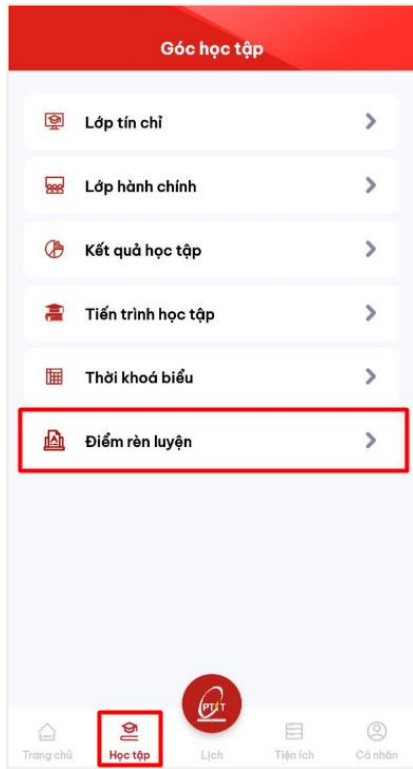 Góc học tập
Lớp tín chỉ
Lớp hành chính
Kết quả học tập
Tiến trình học tập
Thời khoá biểu
Điểm rèn luyện
PTIT
Trang chủ
Học tập
Lịch
Tiện ích
Cá nhân